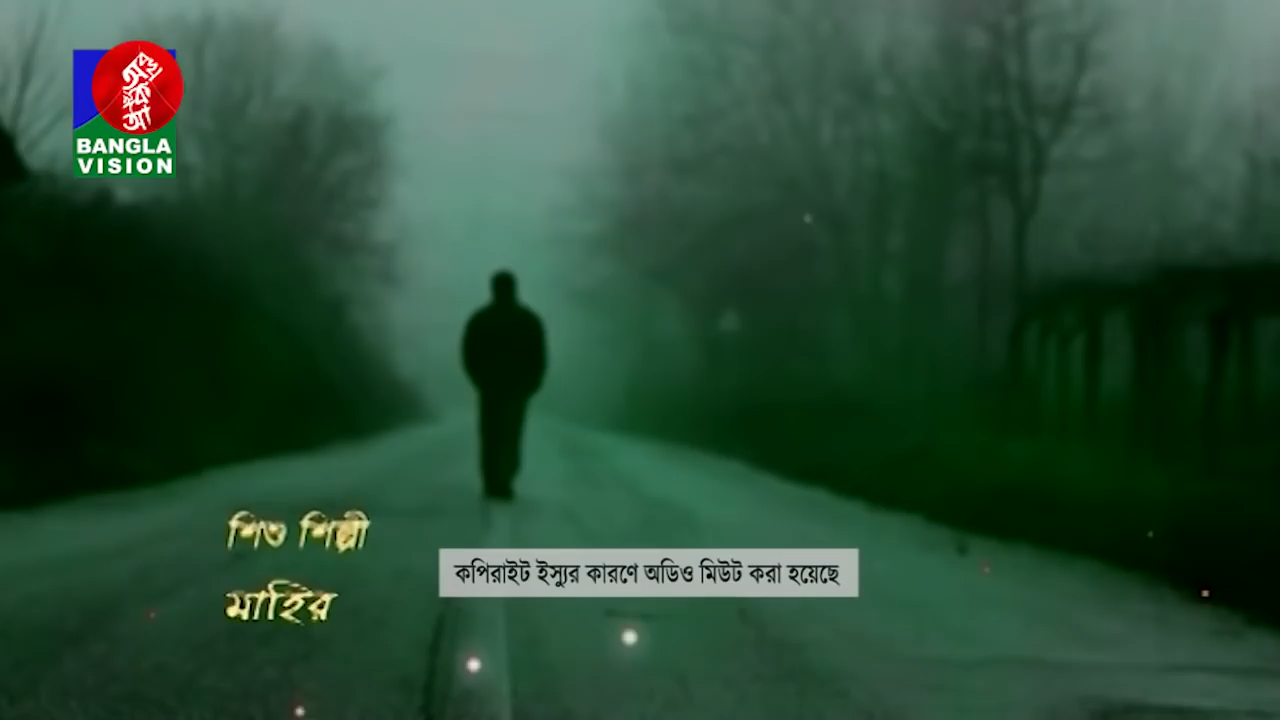 BANGLA
VISION
শিশু শিল্পী
মাহির
কপিরাইট ইস্যুর কারণে অডিও মিউট করা হয়েছে